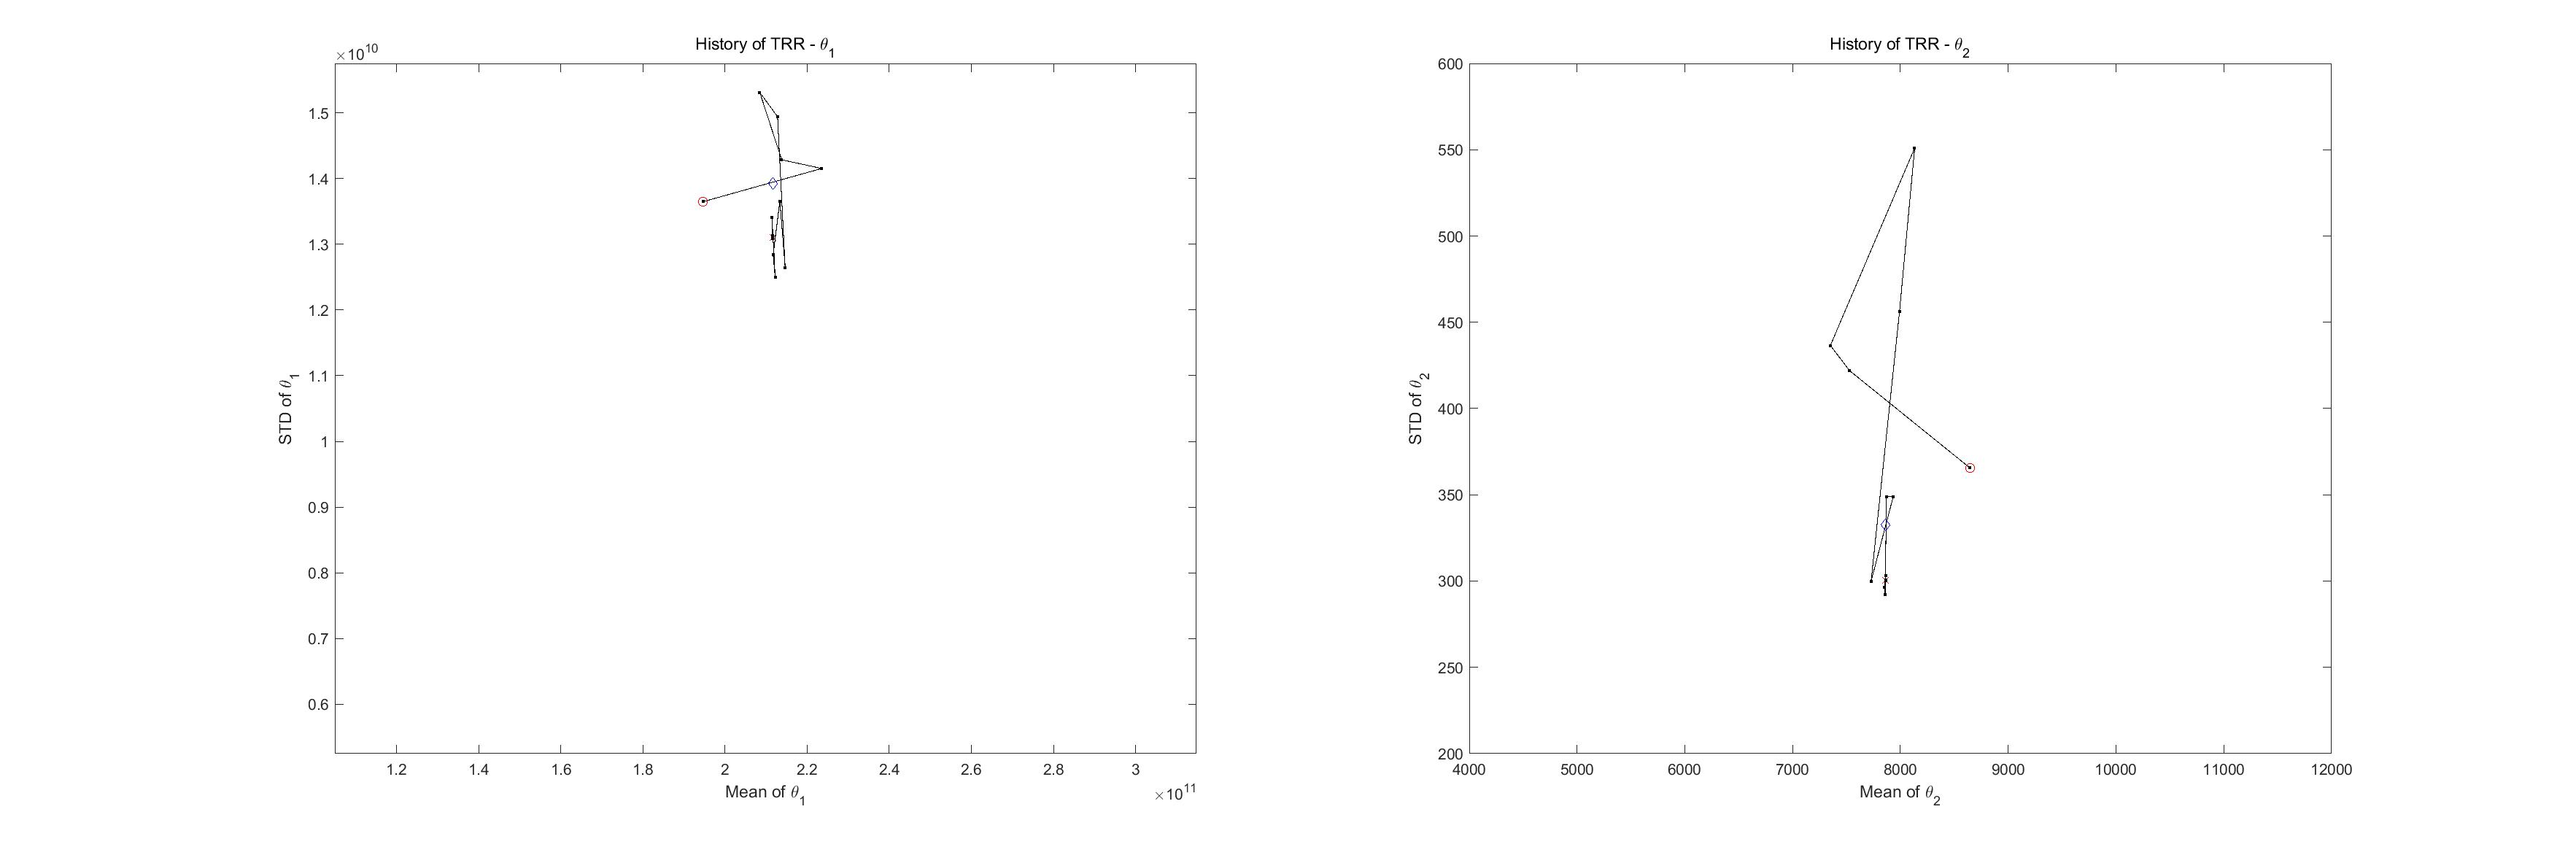 History of TRR - θ1
×10^10
1.5
1.4
1.3
1.2
1.1
1
0.9
0.8
0.7
0.6
STD of θ1
1.2 1.4 1.6 1.8 2 2.2 2.4 2.6 2.8 3
Mean of θ1
×10^11
History of TRR - θ2
600
550
500
450
400
350
300
250
200
STD of θ2
4000 5000 6000 7000 8000 9000 10000 11000 12000
Mean of θ2